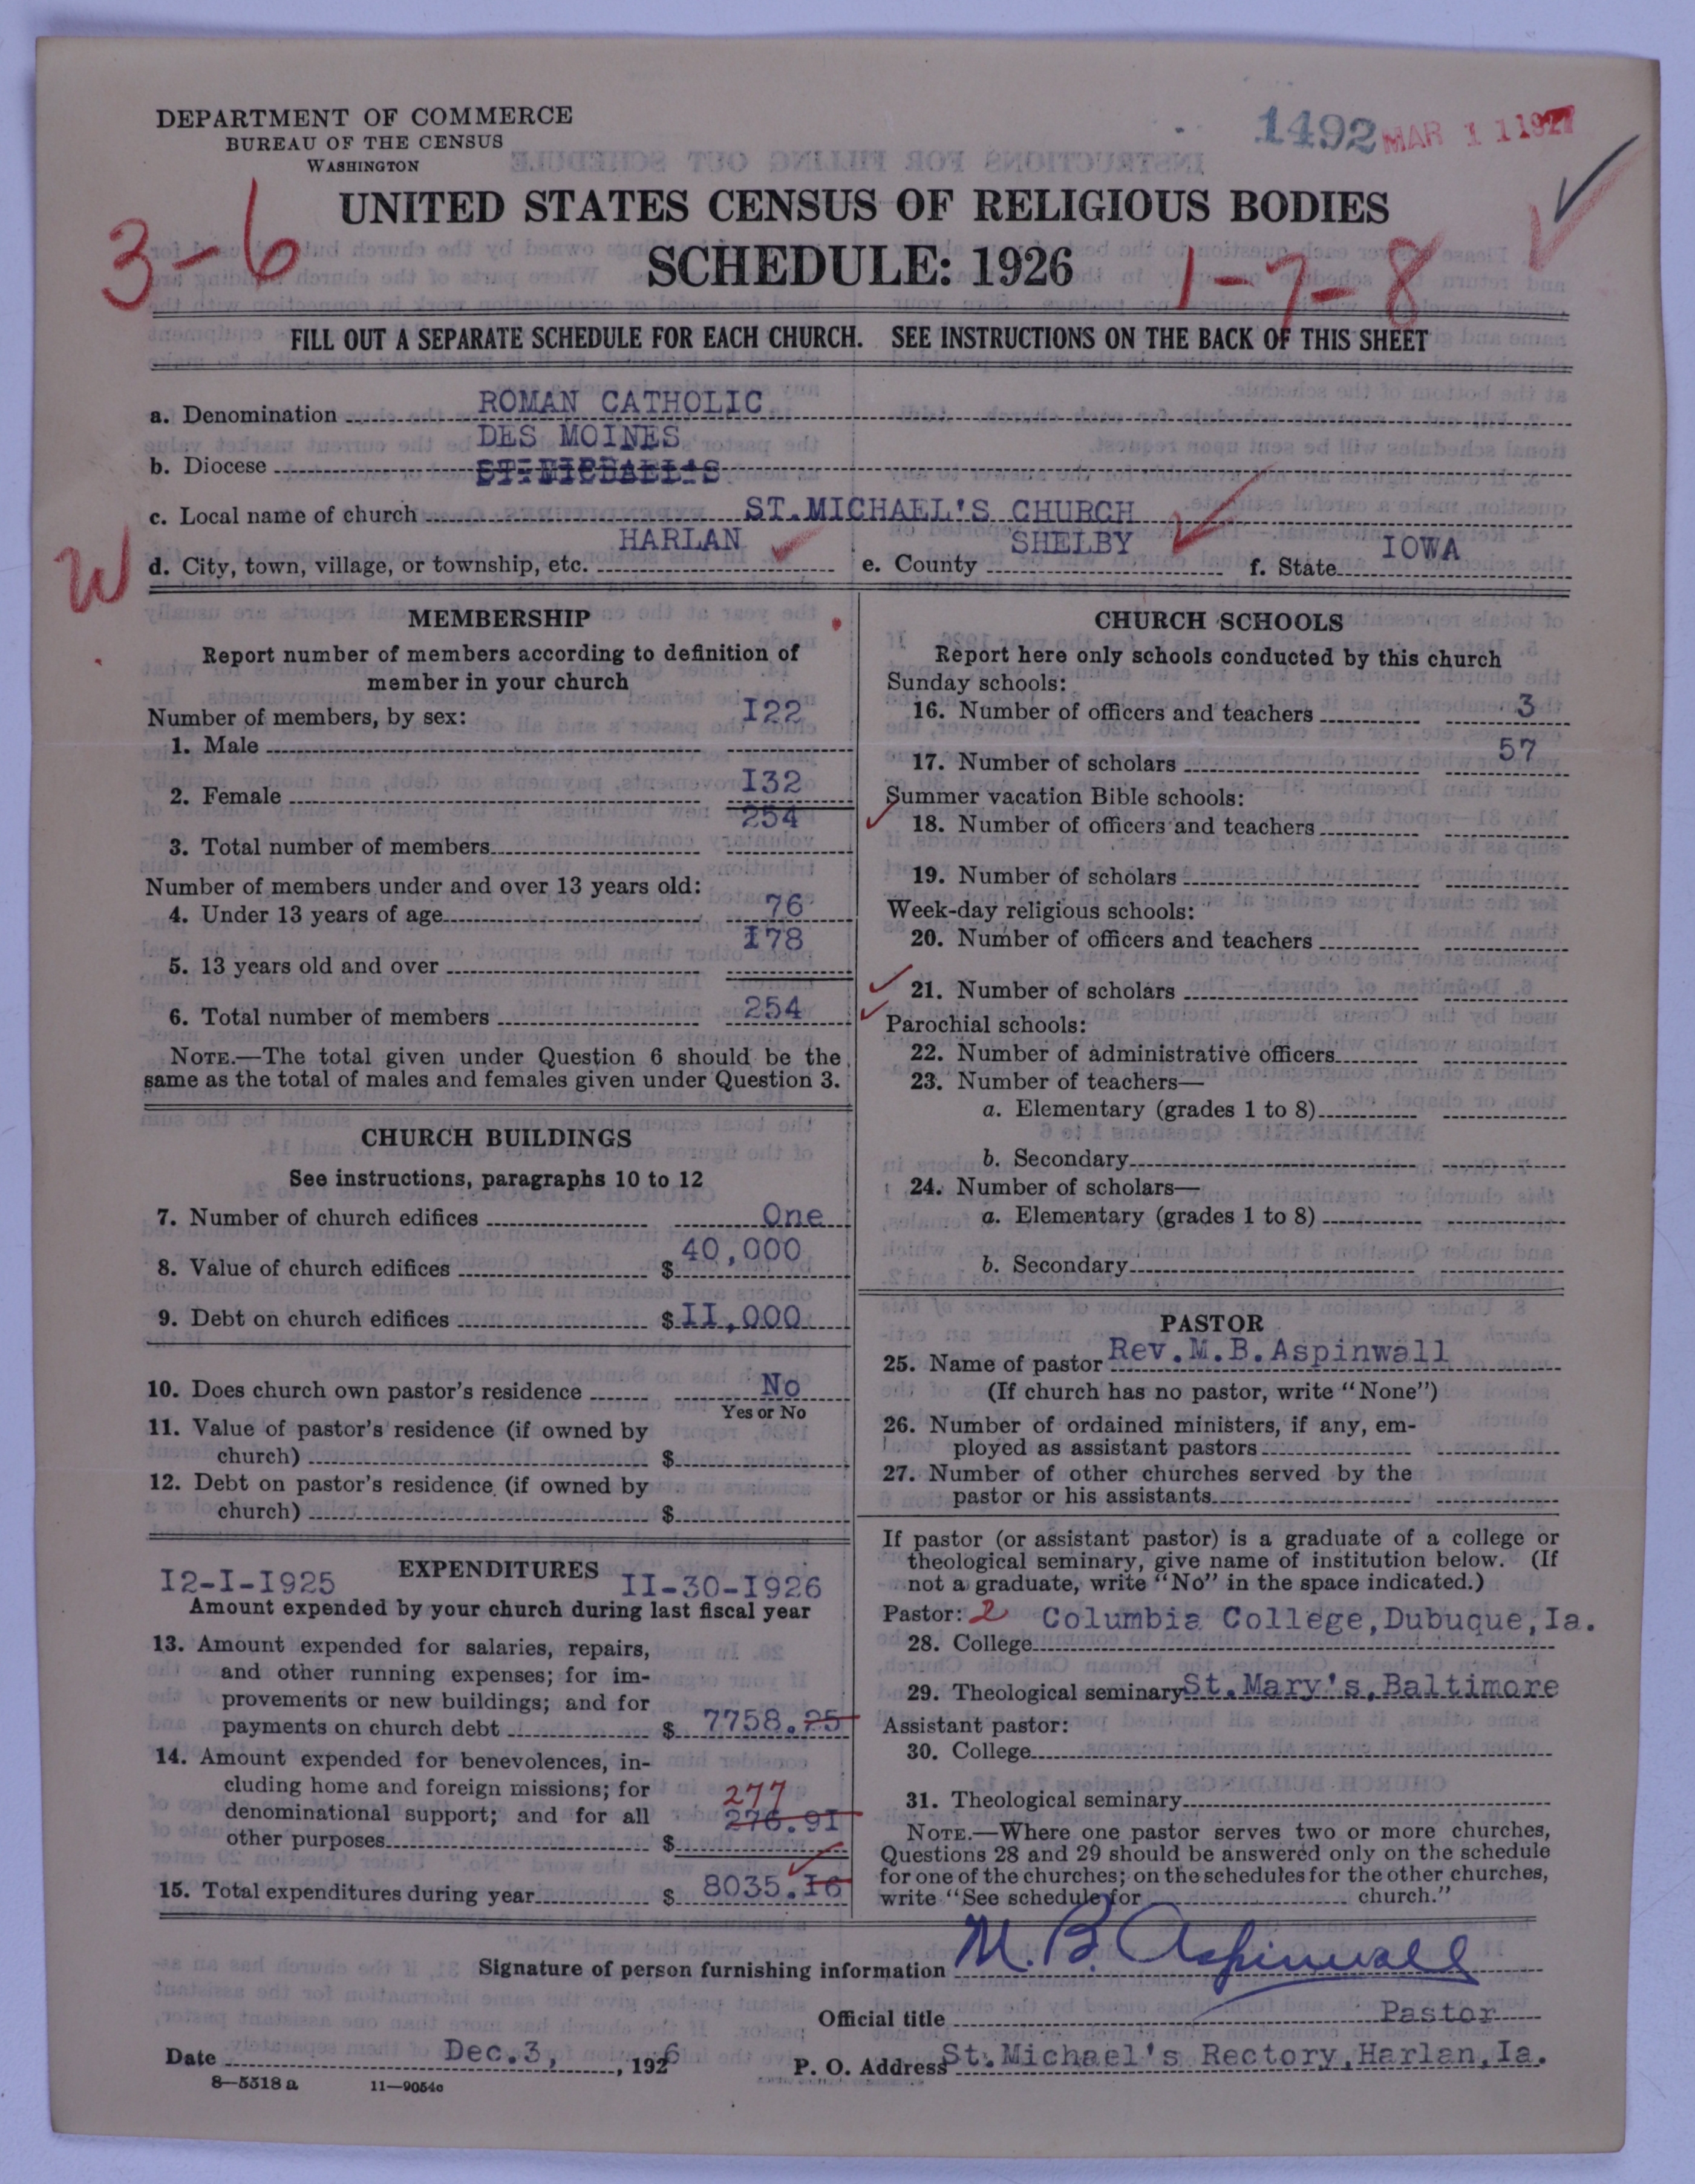 DEPARTMENT OF COMMERCE
BUREAU OF THE CENSUS
WASHINGTON
1492 MAR 11 1927
3-6
UNITED STATES CENSUS OF RELIGIOUS BODIES
SCHEDULE: 1926
1-7-8
FILL OUT A SEPARATE SCHEDULE FOR EACH CHURCH. SEE INSTRUCTIONS ON THE BACK OF THIS SHEET
a. Denomination ROMAN CATHOLIC
DES MOINES
b. Diocese ST.MICHAEL'S
c. Local name of church ST.MICHAEL'S CHURCH
W
d. City, town, village, or township, etc. HARLAN e. County SHELBY f. State IOWA
MEMBERSHIP
Report number of members according to definition of
member in your church
Number of members, by sex:
1. Male I22
2. Female I32
3. Total number of members 254
Number of members under and over 13 years old:
4. Under 13 years of age 76
5. 13 years old and over I78
6. Total number of members 254
NOTE.—The total given under Question 6 should be the
same as the total of males and females given under Question 3.
CHURCH BUILDINGS
See instructions, paragraphs 10 to 12
7. Number of church edifices One
8. Value of church edifices $ 40,000
9. Debt on church edifices $ II,000
10. Does church own pastor's residence No
Yes or No
11. Value of pastor's residence (if owned by
church) $
12. Debt on pastor's residence (if owned by
church) $
EXPENDITURES
I2-I-I925 II-30-I926
Amount expended by your church during last fiscal year
13. Amount expended for salaries, repairs,
and other running expenses; for im-
provements or new buildings; and for
payments on church debt $ 7758.25
14. Amount expended for benevolences, in-
cluding home and foreign missions; for 277
denominational support; and for all 276.9I
other purposes $
15. Total expenditures during year $ 8035.I6
CHURCH SCHOOLS
Report here only schools conducted by this church
Sunday schools:
16. Number of officers and teachers 3
17. Number of scholars 57
Summer vacation Bible schools:
18. Number of officers and teachers
19. Number of scholars
Week-day religious schools:
20. Number of officers and teachers
21. Number of scholars
Parochial schools:
22. Number of administrative officers
23. Number of teachers—
a. Elementary (grades 1 to 8)
b. Secondary
24. Number of scholars—
a. Elementary (grades 1 to 8)
b. Secondary
PASTOR
25. Name of pastor Rev.M.B.Aspinwall
(If church has no pastor, write "None")
26. Number of ordained ministers, if any, em-
ployed as assistant pastors
27. Number of other churches served by the
pastor or his assistants
If pastor (or assistant pastor) is a graduate of a college or
theological seminary, give name of institution below. (If
not a graduate, write "No" in the space indicated.)
Pastor: 2 Columbia College,Dubuque,Ia.
28. College
29. Theological seminary St.Mary's,Baltimore
Assistant pastor:
30. College
31. Theological seminary
NOTE.—Where one pastor serves two or more churches,
Questions 28 and 29 should be answered only on the schedule
for one of the churches; on the schedules for the other churches,
write "See schedule for church."
Signature of person furnishing information M. B. Aspinwall
Official title Pastor
Date Dec.3, , 1926 P. O. Address St.Michael's Rectory,Harlan,Ia.
8—5518 a 11—9054c